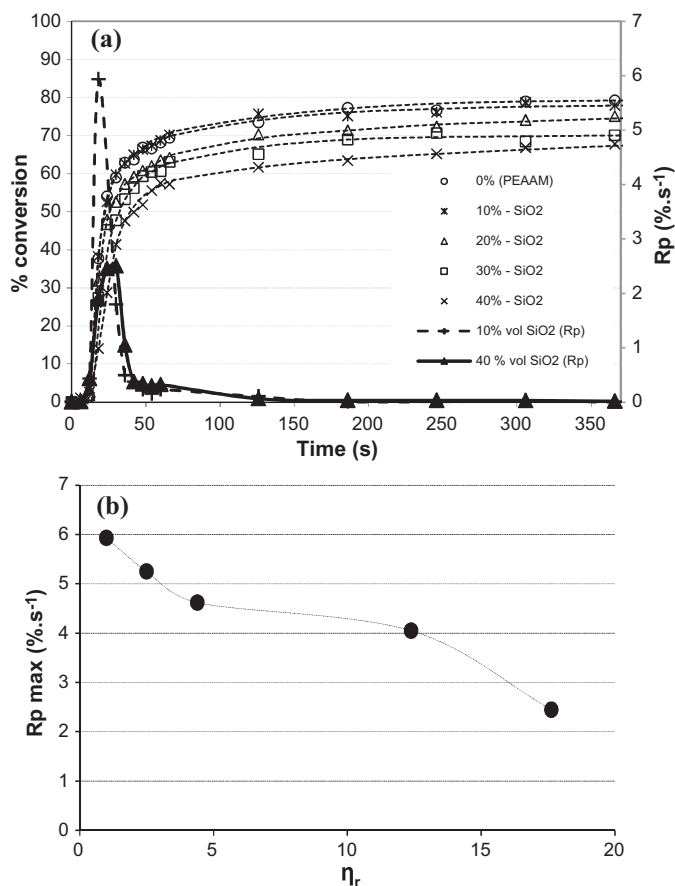 (a)
100
90
80
70
60
50
40
30
20
10
0
% conversion
7
6
5
4
3
2
1
0
Rp (%.s⁻¹)
0% (PEAAM)
10% - SiO2
20% - SiO2
30% - SiO2
40% - SiO2
10% vol SiO2 (Rp)
40 % vol SiO2 (Rp)
0 50 100 150 200 250 300 350
Time (s)
(b)
7
6
5
4
3
2
1
0
Rp max (%.s⁻¹)
0 5 10 15 20
ηr